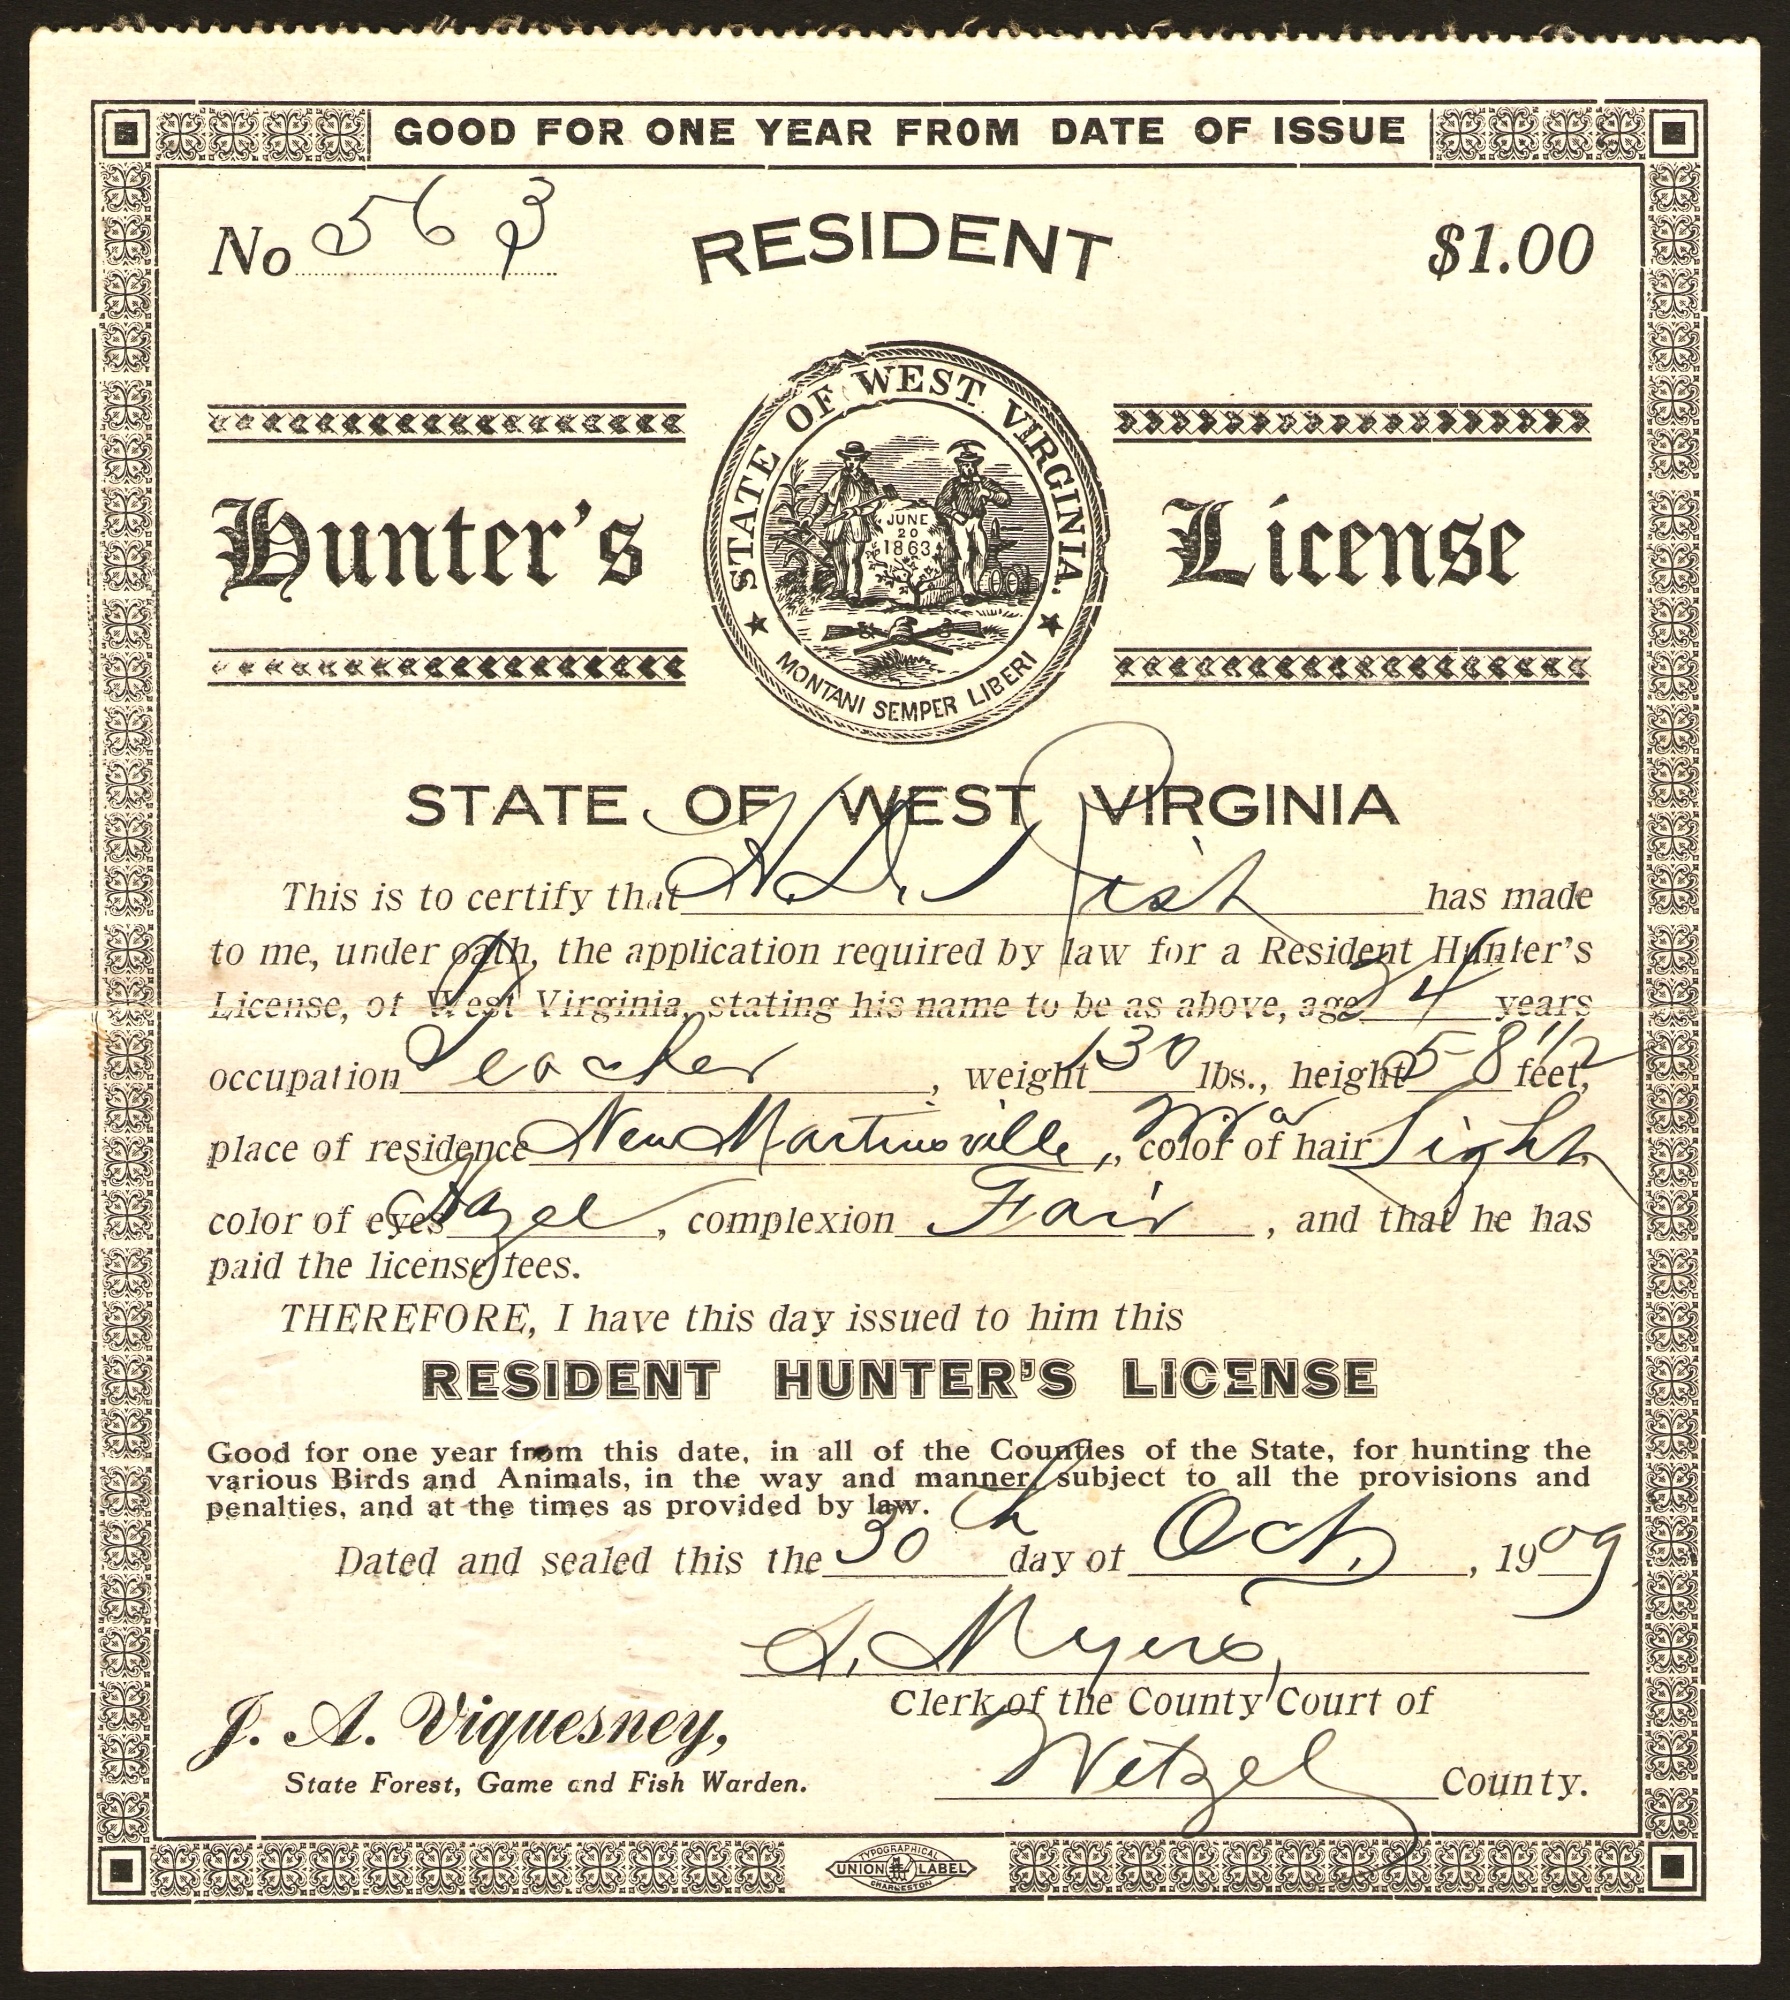 GOOD FOR ONE YEAR FROM DATE OF ISSUE
No 563 RESIDENT $1.00
STATE OF WEST VIRGINIA.
JUNE
20
1863
MONTANI SEMPER LIBERI
Hunter's License
STATE OF WEST VIRGINIA
This is to certify that H.D. has made
to me, under oath, the application required by law for a Resident Hunter's
License, of West Virginia, stating his name to be as above, age 24 years
occupation Teacher, weight 130 lbs., height 5-8 1/2 feet,
place of residence New Martinsville, W. Va color of hair Light,
color of eyes Hazel, complexion Fair, and that he has
paid the license fees.
THEREFORE, I have this day issued to him this
RESIDENT HUNTER'S LICENSE
Good for one year from this date, in all of the Counties of the State, for hunting the
various Birds and Animals, in the way and manner, subject to all the provisions and
penalties, and at the times as provided by law.
Dated and sealed this the 30th day of Oct., 1909
S. Myers,
Clerk of the County Court of
Wetzel County.
J. A. Viquesney,
State Forest, Game and Fish Warden.
TYPOGRAPHICAL
UNION LABEL
CHARLESTON